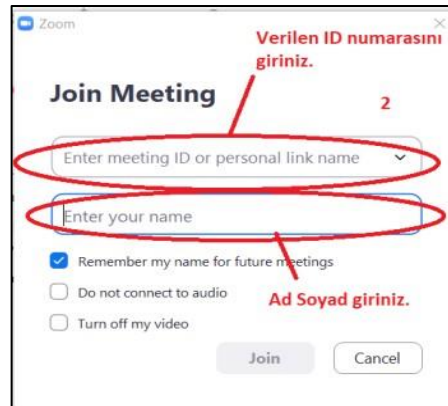 Zoom
Verilen ID numarasını
giriniz.
Join Meeting
2
Enter meeting ID or personal link name
Enter your name
Remember my name for future meetings
Do not connect to audio
Ad Soyad giriniz.
Turn off my video
Join Cancel